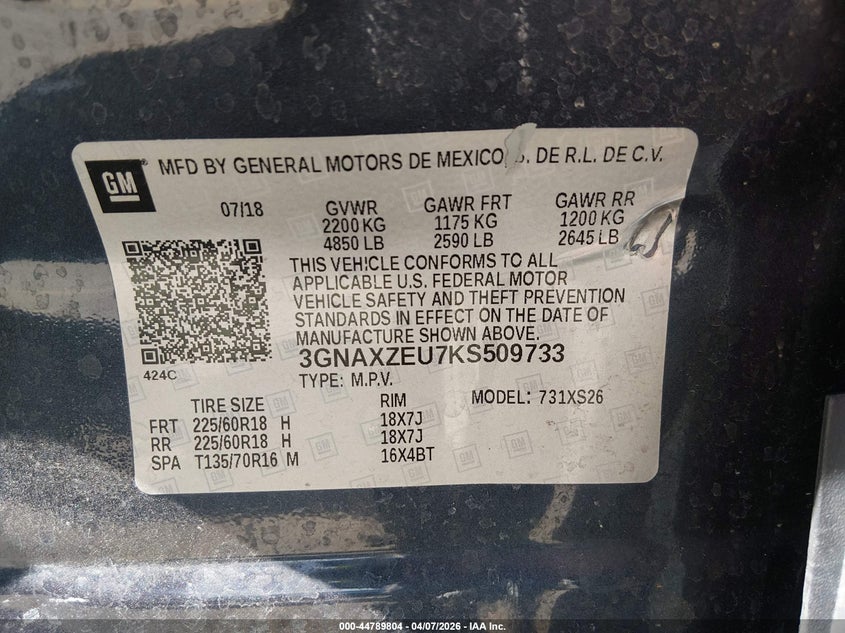 GM
MFD BY GENERAL MOTORS DE MEXICO, S. DE R.L. DE C.V.
07/18 GVWR GAWR FRT GAWR RR
2200 KG 1175 KG 1200 KG
4850 LB 2590 LB 2645 LB
THIS VEHICLE CONFORMS TO ALL
APPLICABLE U.S. FEDERAL MOTOR
VEHICLE SAFETY AND THEFT PREVENTION
STANDARDS IN EFFECT ON THE DATE OF
MANUFACTURE SHOWN ABOVE.
424C
3GNAXZEU7KS509733
TYPE: M.P.V.
TIRE SIZE RIM MODEL: 731XS26
FRT 225/60R18 H 18X7J
RR 225/60R18 H 18X7J
SPA T135/70R16 M 16X4BT
000-44789804 | 04/07/2026 - IAA Inc.